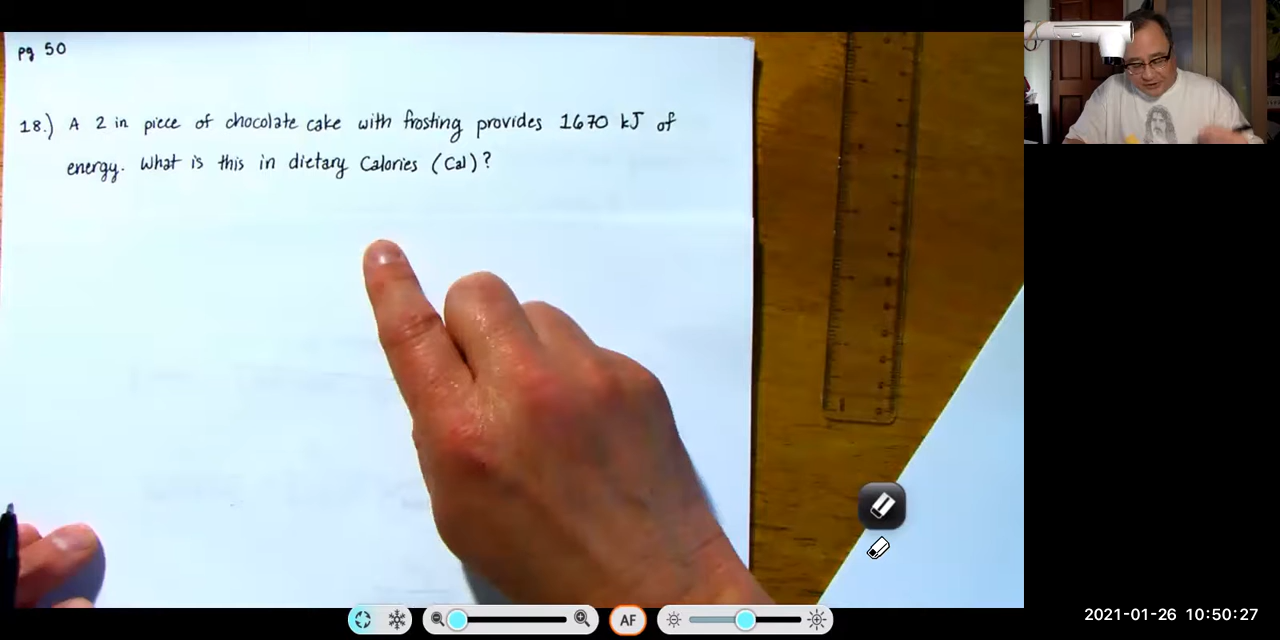 pg 50
18.) A 2 in piece of chocolate cake with frosting provides 1670 kJ of
energy. What is this in dietary Calories (Cal)?
AF
2021-01-26 10:50:27